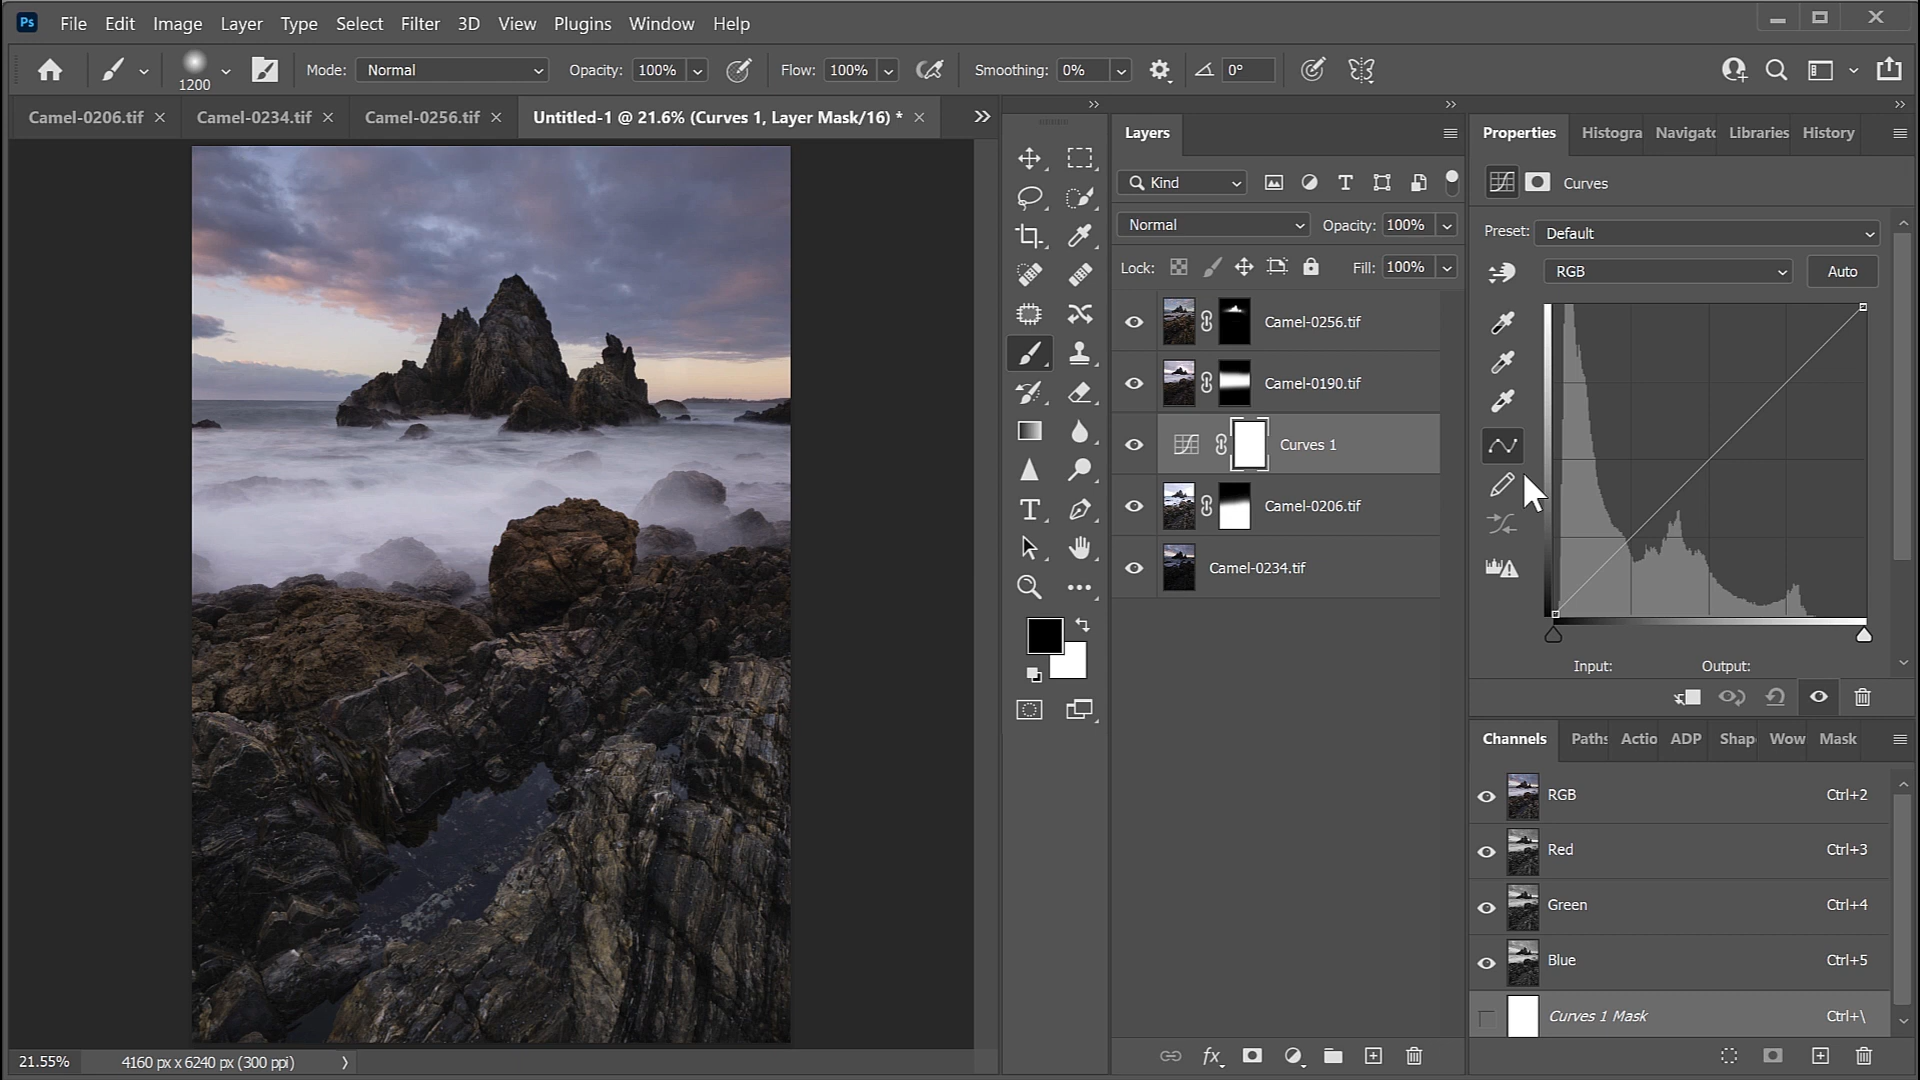 Ps File Edit Image Layer Type Select Filter 3D View Plugins Window Help
1200 Mode: Normal Opacity: 100% Flow: 100% Smoothing: 0% 0°
Camel-0206.tif × Camel-0234.tif × Camel-0256.tif × Untitled-1 @ 21.6% (Curves 1, Layer Mask/16) * ×
Layers
Kind
Normal Opacity: 100%
Lock: Fill: 100%
Camel-0256.tif
Camel-0190.tif
Curves 1
Camel-0206.tif
Camel-0234.tif
Properties Histogra Navigatc Libraries History
Curves
Preset: Default
RGB Auto
Input: Output:
Channels Paths Actio ADP Shap Wow Mask
RGB Ctrl+2
Red Ctrl+3
Green Ctrl+4
Blue Ctrl+5
Curves 1 Mask Ctrl+\
21.55% 4160 px x 6240 px (300 ppi)
fx